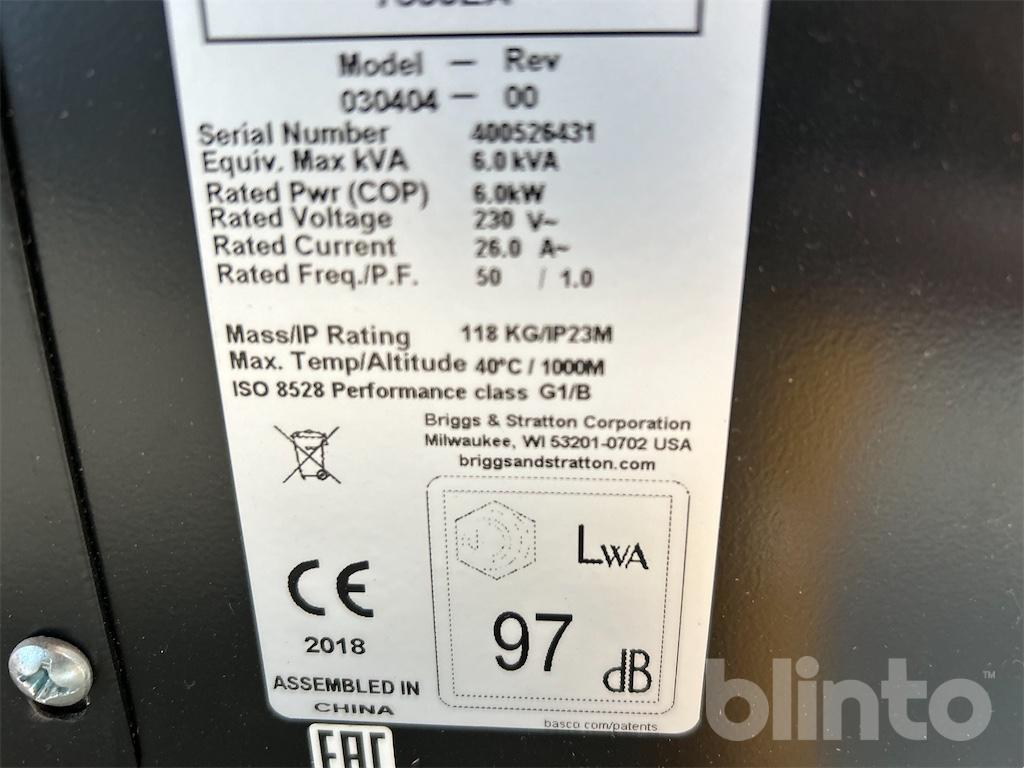 Model - Rev
030404 - 00
Serial Number 400526431
Equiv. Max kVA 6.0 kVA
Rated Pwr (COP) 6.0kW
Rated Voltage 230 V~
Rated Current 26.0 A~
Rated Freq./P.F. 50 / 1.0
Mass/IP Rating 118 KG/IP23M
Max. Temp/Altitude 40°C / 1000M
ISO 8528 Performance class G1/B
Briggs & Stratton Corporation
Milwaukee, WI 53201-0702 USA
briggsandstratton.com
LWA
CE
97
dB
2018
ASSEMBLED IN
CHINA
basco.com/patents
EAC
blinto™